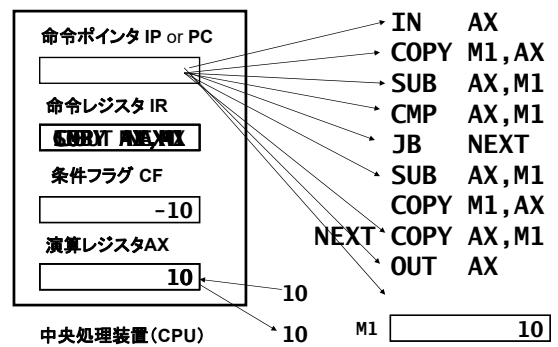 命令ポインタ IP or PC
命令レジスタ IR
条件フラグ CF
-10
演算レジスタAX
10
中央処理装置(CPU)
10
10
IN AX
COPY M1,AX
SUB AX,M1
CMP AX,M1
JB NEXT
SUB AX,M1
COPY M1,AX
NEXT COPY AX,M1
OUT AX
M1 10